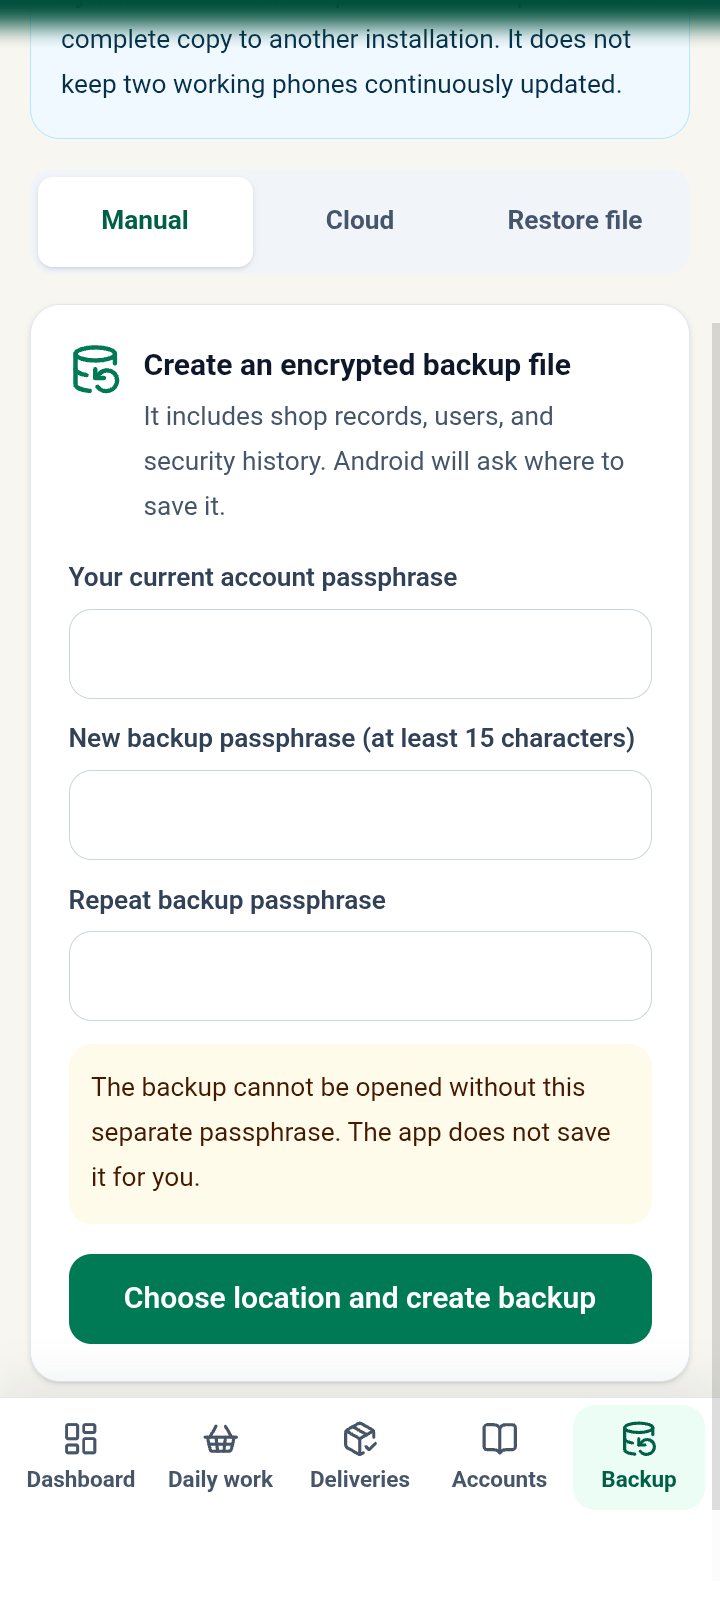 complete copy to another installation. It does not
keep two working phones continuously updated.
Manual
Cloud
Restore file
Create an encrypted backup file
It includes shop records, users, and
security history. Android will ask where to
save it.
Your current account passphrase
New backup passphrase (at least 15 characters)
Repeat backup passphrase
The backup cannot be opened without this
separate passphrase. The app does not save
it for you.
Choose location and create backup
Dashboard
Daily work
Deliveries
Accounts
Backup